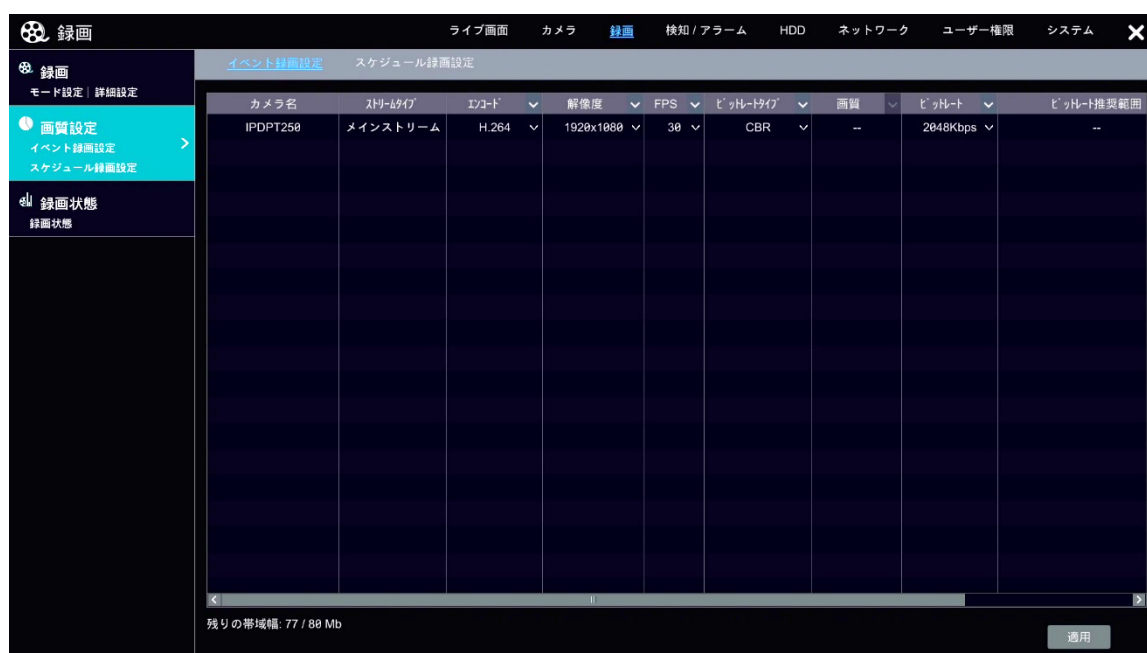 録画 ライブ画面 カメラ 録画 検知 / アラーム HDD ネットワーク ユーザー権限 システム
録画
モード設定 | 詳細設定
画質設定
イベント録画設定
スケジュール録画設定
録画状態
録画状態
イベント録画設定 スケジュール録画設定
カメラ名 ｽﾄﾘｰﾑﾀｲﾌﾟ ｴﾝｺｰﾄﾞ 解像度 FPS ﾋﾞｯﾄﾚｰﾄﾀｲﾌﾟ 画質 ﾋﾞｯﾄﾚｰﾄ ﾋﾞｯﾄﾚｰﾄ推奨範囲
IPDPT250 メインストリーム H.264 1920x1080 30 CBR -- 2048Kbps --
残りの帯域幅: 77 / 80 Mb
適用